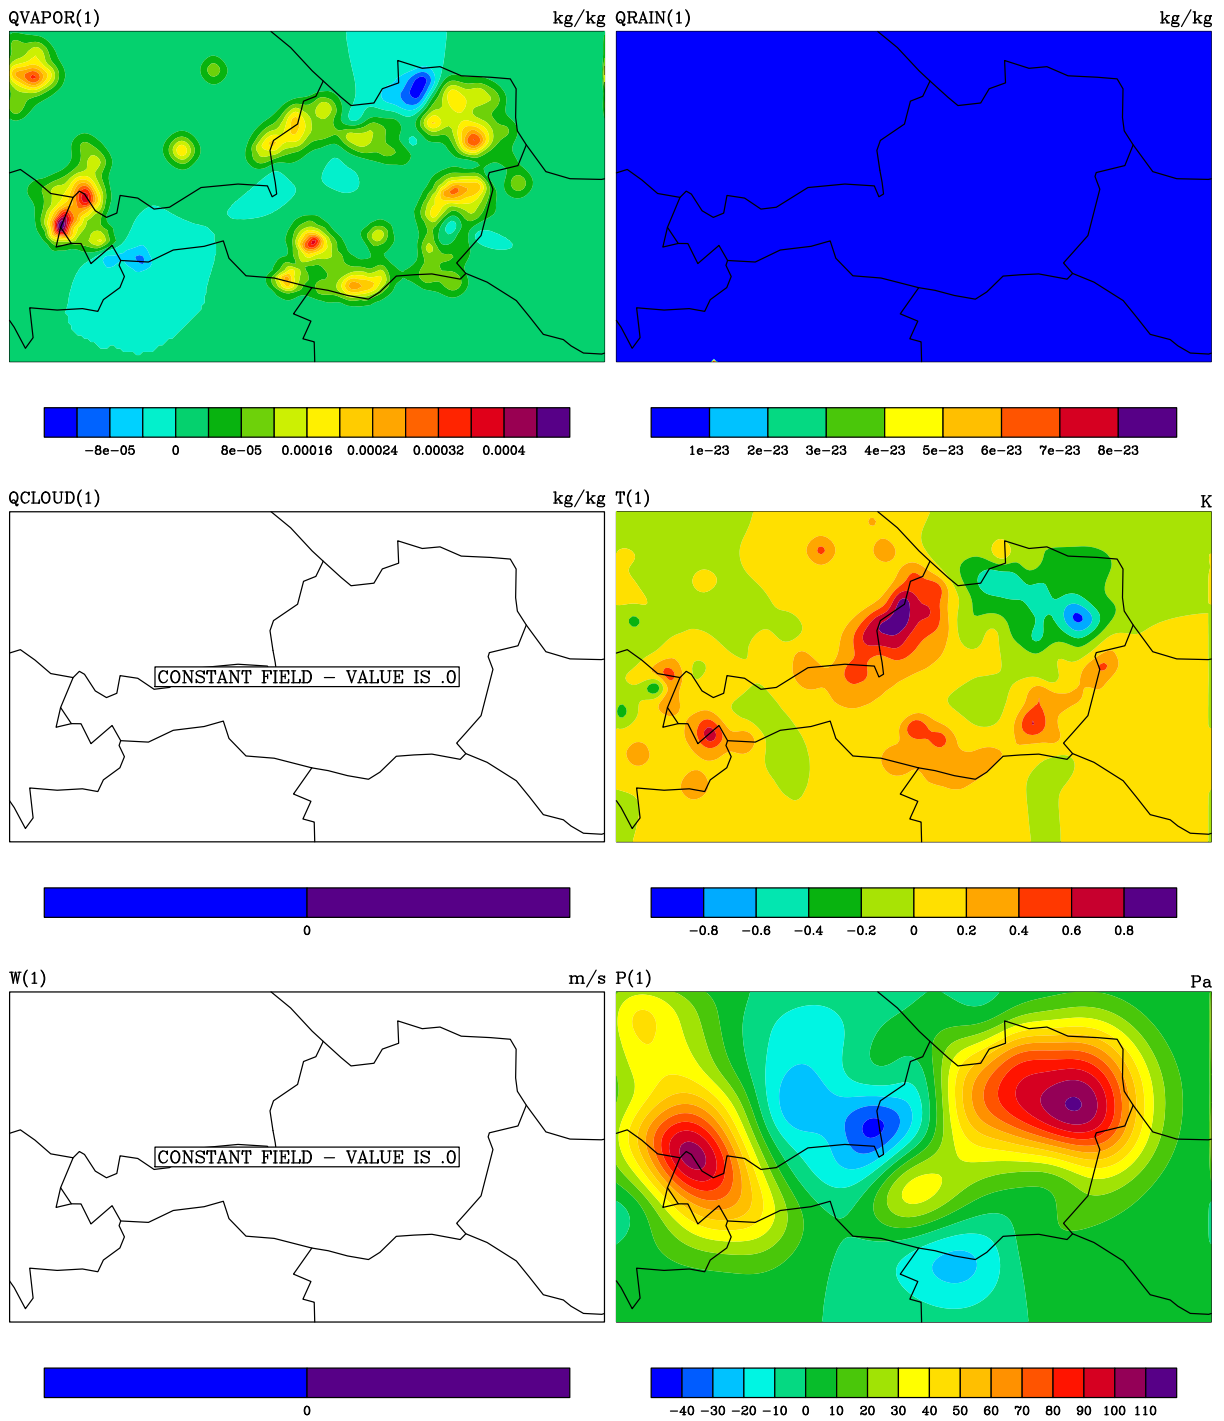 QVAPOR(1) kg/kg QRAIN(1) kg/kg
-8e-05 0 8e-05 0.00016 0.00024 0.00032 0.0004
1e-23 2e-23 3e-23 4e-23 5e-23 6e-23 7e-23 8e-23
QCLOUD(1) kg/kg T(1) K
CONSTANT FIELD - VALUE IS .0
0
-0.8 -0.6 -0.4 -0.2 0 0.2 0.4 0.6 0.8
W(1) m/s P(1) Pa
CONSTANT FIELD - VALUE IS .0
0
-40 -30 -20 -10 0 10 20 30 40 50 60 70 80 90 100 110